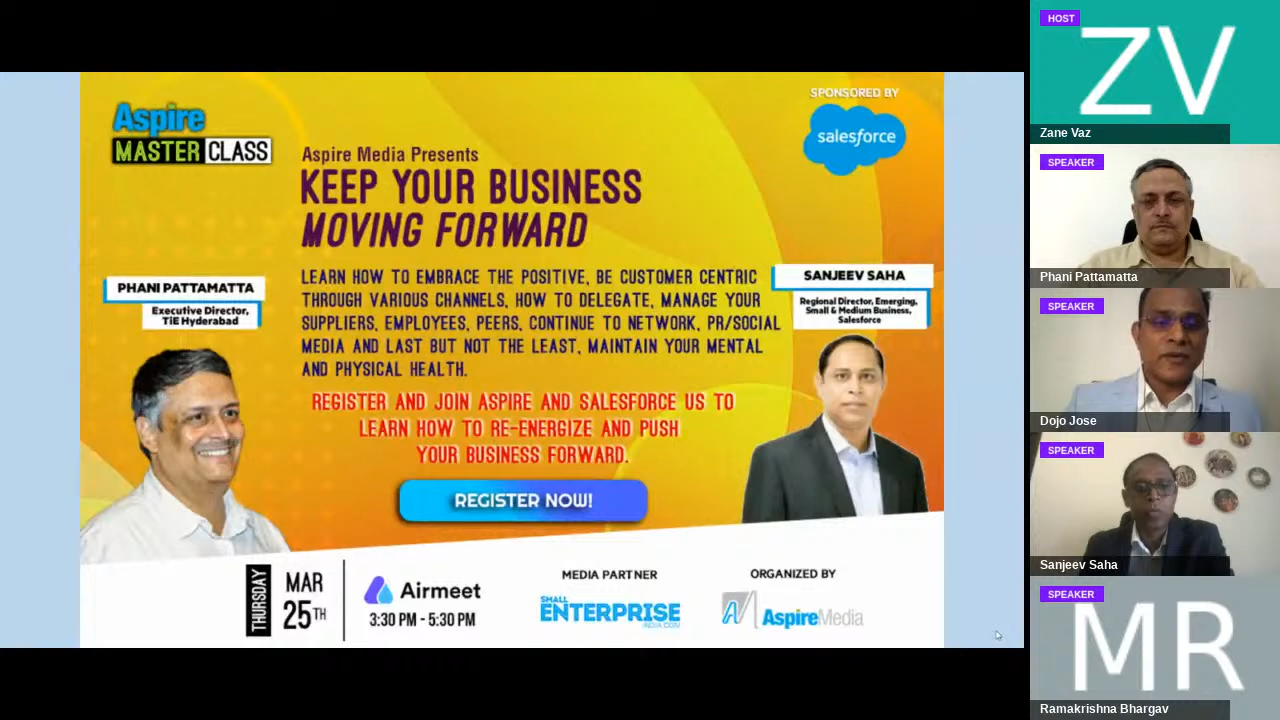 Aspire
MASTER CLASS
SPONSORED BY
salesforce
Aspire Media Presents
KEEP YOUR BUSINESS
MOVING FORWARD
LEARN HOW TO EMBRACE THE POSITIVE, BE CUSTOMER CENTRIC
THROUGH VARIOUS CHANNELS, HOW TO DELEGATE, MANAGE YOUR
SUPPLIERS, EMPLOYEES, PEERS, CONTINUE TO NETWORK, PR/SOCIAL
MEDIA AND LAST BUT NOT THE LEAST, MAINTAIN YOUR MENTAL
AND PHYSICAL HEALTH.
REGISTER AND JOIN ASPIRE AND SALESFORCE US TO
LEARN HOW TO RE-ENERGIZE AND PUSH
YOUR BUSINESS FORWARD.
REGISTER NOW!
PHANI PATTAMATTA
Executive Director,
TiE Hyderabad
SANJEEV SAHA
Regional Director, Emerging,
Small & Medium Business,
Salesforce
THURSDAY
MAR
25TH
Airmeet
3:30 PM - 5:30 PM
MEDIA PARTNER
SMALL
ENTERPRISE
INDIA.COM
ORGANIZED BY
AspireMedia
HOST
ZV
Zane Vaz
SPEAKER
Phani Pattamatta
SPEAKER
Dojo Jose
SPEAKER
Sanjeev Saha
SPEAKER
MR
Ramakrishna Bhargav